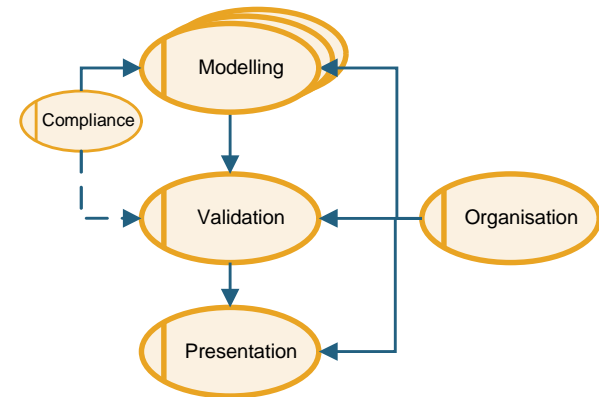 Modelling
Compliance
Validation
Organisation
Presentation